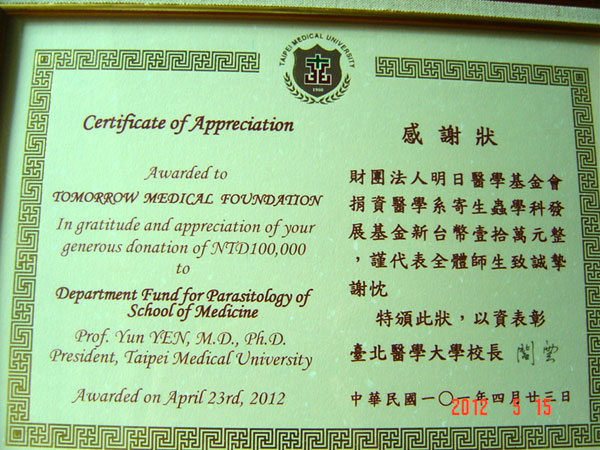 TAIPEI MEDICAL UNIVERSITY
1960
Certificate of Appreciation
Awarded to
TOMORROW MEDICAL FOUNDATION
In gratitude and appreciation of your
generous donation of NTD100,000
to
Department Fund for Parasitology of
School of Medicine
Prof. Yun YEN, M.D., Ph.D.
President, Taipei Medical University
Awarded on April 23rd, 2012
感謝狀
財團法人明日醫學基金會
捐資醫學系寄生蟲學科發
展基金新台幣壹拾萬元整
，謹代表全體師生致誠摯
謝忱
特頒此狀，以資表彰
臺北醫學大學校長 閻雲
中華民國一〇一年四月廿三日
2012 5 15